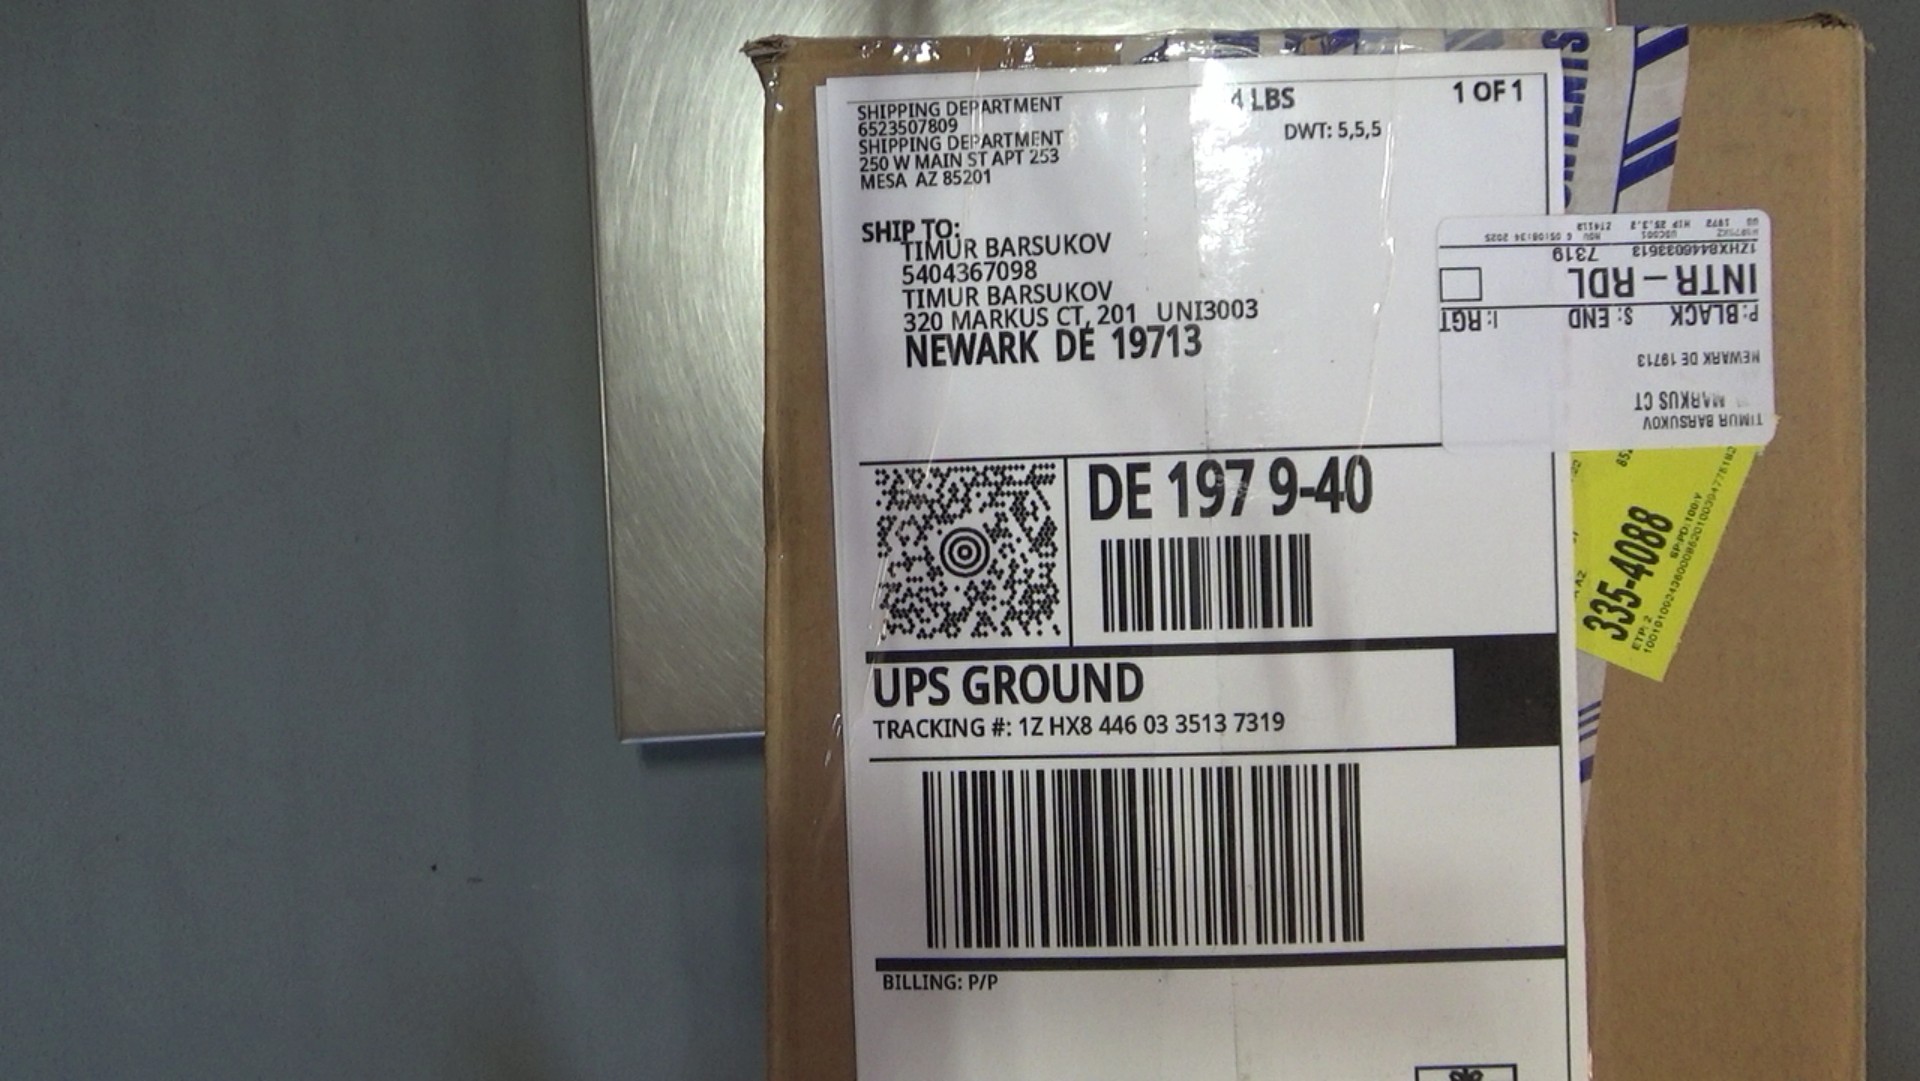 SHIPPING DEPARTMENT
6523507809
SHIPPING DEPARTMENT
250 W MAIN ST APT 253
MESA AZ 85201
4 LBS
1 OF 1
DWT: 5,5,5
SHIP TO:
TIMUR BARSUKOV
5404367098
TIMUR BARSUKOV
320 MARKUS CT, 201 UNI3003
NEWARK DE 19713
DE 197 9-40
UPS GROUND
TRACKING #: 1Z HX8 446 03 3513 7319
BILLING: P/P
TIMUR BARSUKOV
MARKUS CT
NEWARK DE 19713
P: BLACK S: END I: RGT
INTR – RDL
7319
335-4088
ETP: 2